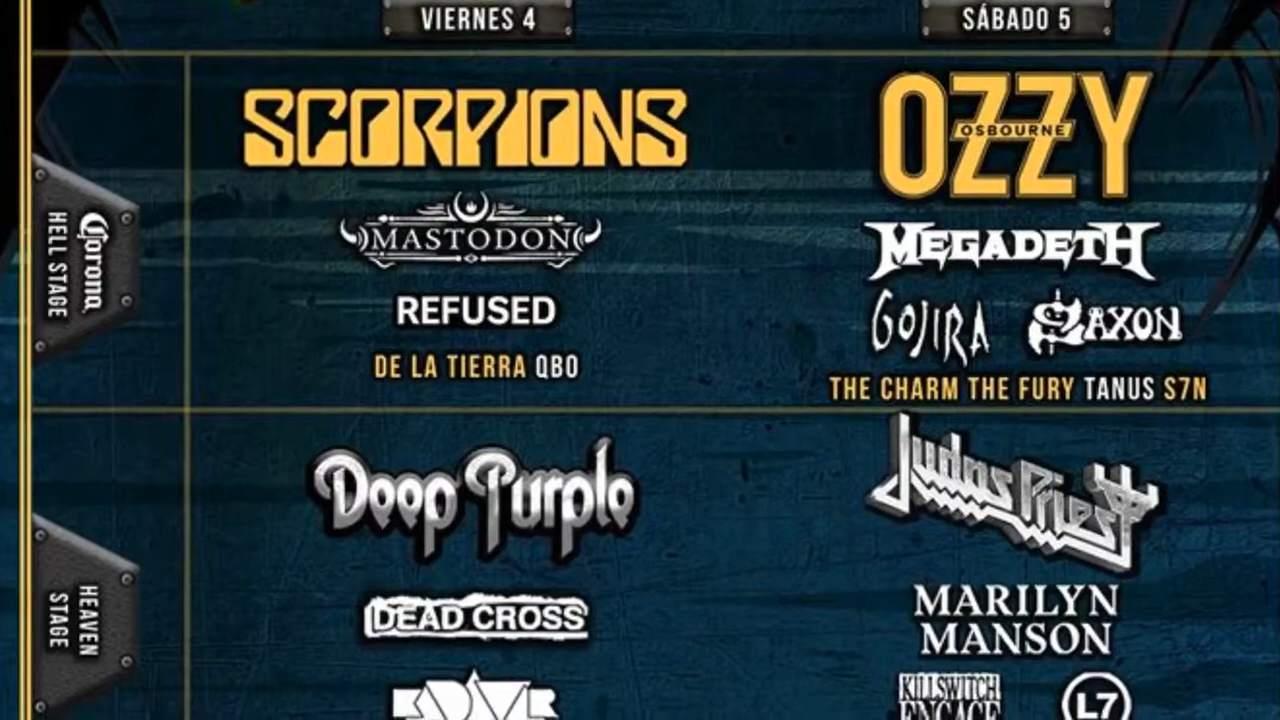 VIERNES 4
SÁBADO 5
Corona
HELL STAGE
SCORPIONS
MASTODON
REFUSED
DE LA TIERRA QBO
OZZY
OSBOURNE
MEGADETH
GOJIRA SAXON
THE CHARM THE FURY TANUS S7N
HEAVEN
STAGE
Deep Purple
DEAD CROSS
Judas Priest
MARILYN
MANSON
KILLSWITCH
ENGAGE
L7